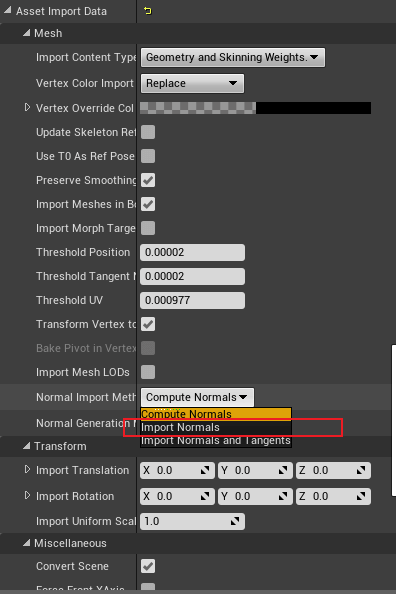 Asset Import Data
Mesh
Import Content Type Geometry and Skinning Weights.
Vertex Color Import Replace
Vertex Override Col
Update Skeleton Ref
Use T0 As Ref Pose
Preserve Smoothing
Import Meshes in Bo
Import Morph Targe
Threshold Position 0.00002
Threshold Tangent N 0.00002
Threshold UV 0.000977
Transform Vertex to
Bake Pivot in Vertex
Import Mesh LODs
Normal Import Meth Compute Normals
Compute Normals
Normal Generation M Import Normals
Import Normals and Tangents
Transform
Import Translation X 0.0 Y 0.0 Z 0.0
Import Rotation X 0.0 Y 0.0 Z 0.0
Import Uniform Scal 1.0
Miscellaneous
Convert Scene
Force Front XAxis